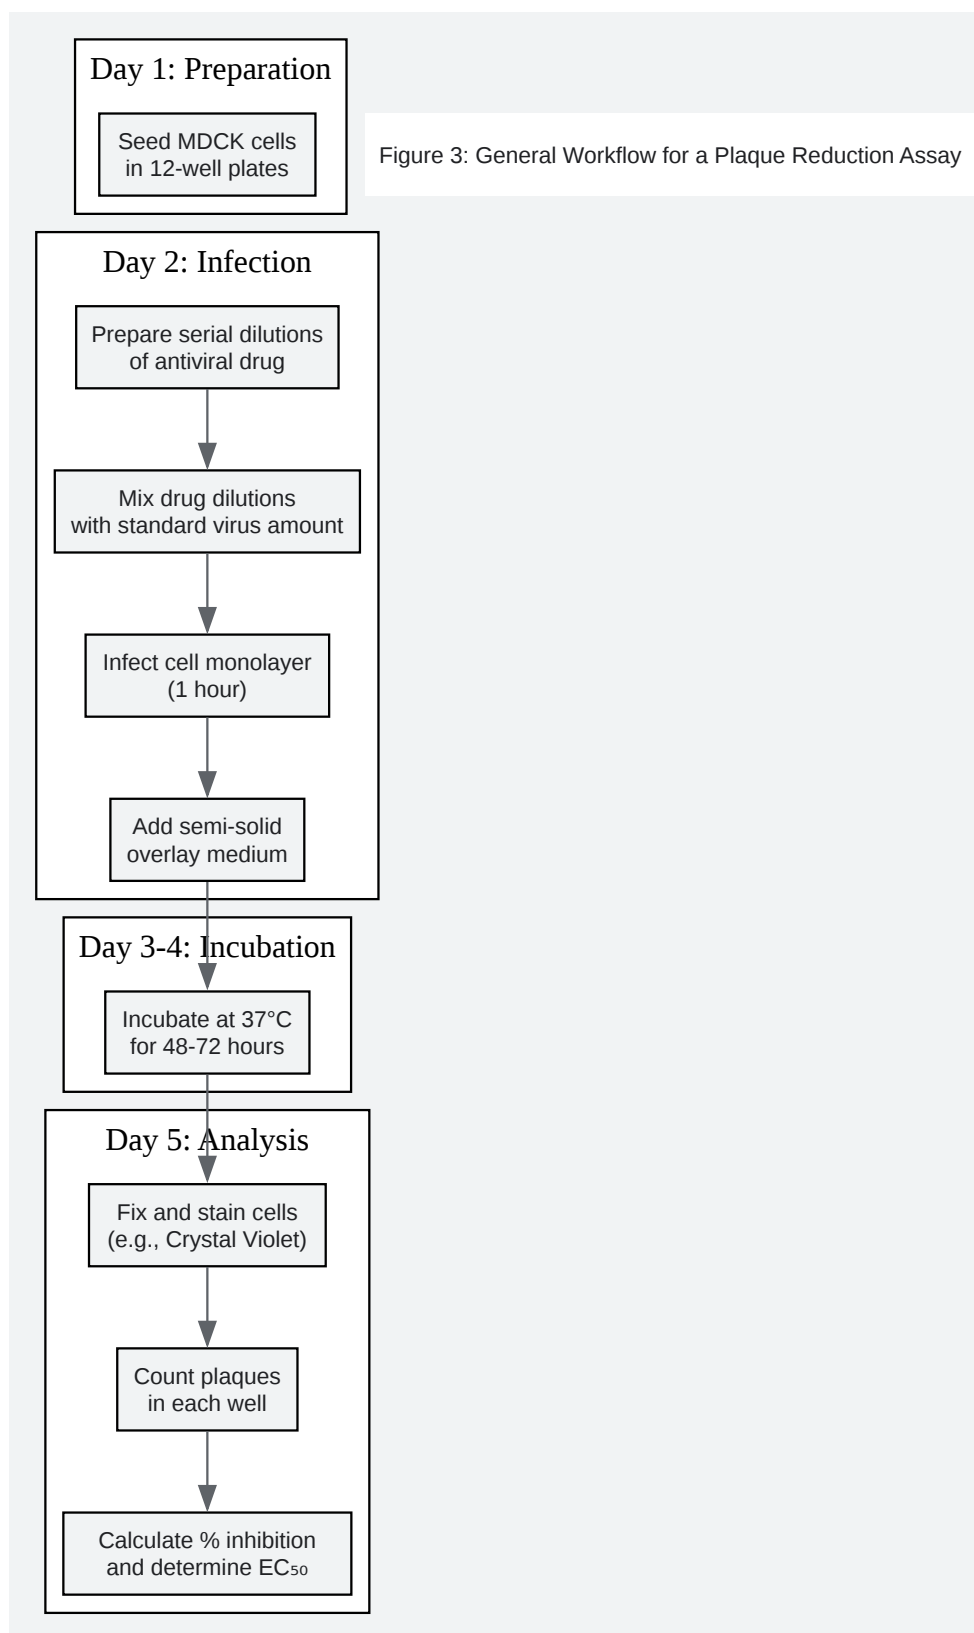 Day 1: Preparation
Seed MDCK cells
in 12-well plates
Figure 3: General Workflow for a Plaque Reduction Assay
Day 2: Infection
Prepare serial dilutions
of antiviral drug
Mix drug dilutions
with standard virus amount
Infect cell monolayer
(1 hour)
Add semi-solid
overlay medium
Day 3-4: Incubation
Incubate at 37°C
for 48-72 hours
Day 5: Analysis
Fix and stain cells
(e.g., Crystal Violet)
Count plaques
in each well
Calculate % inhibition
and determine EC₅₀